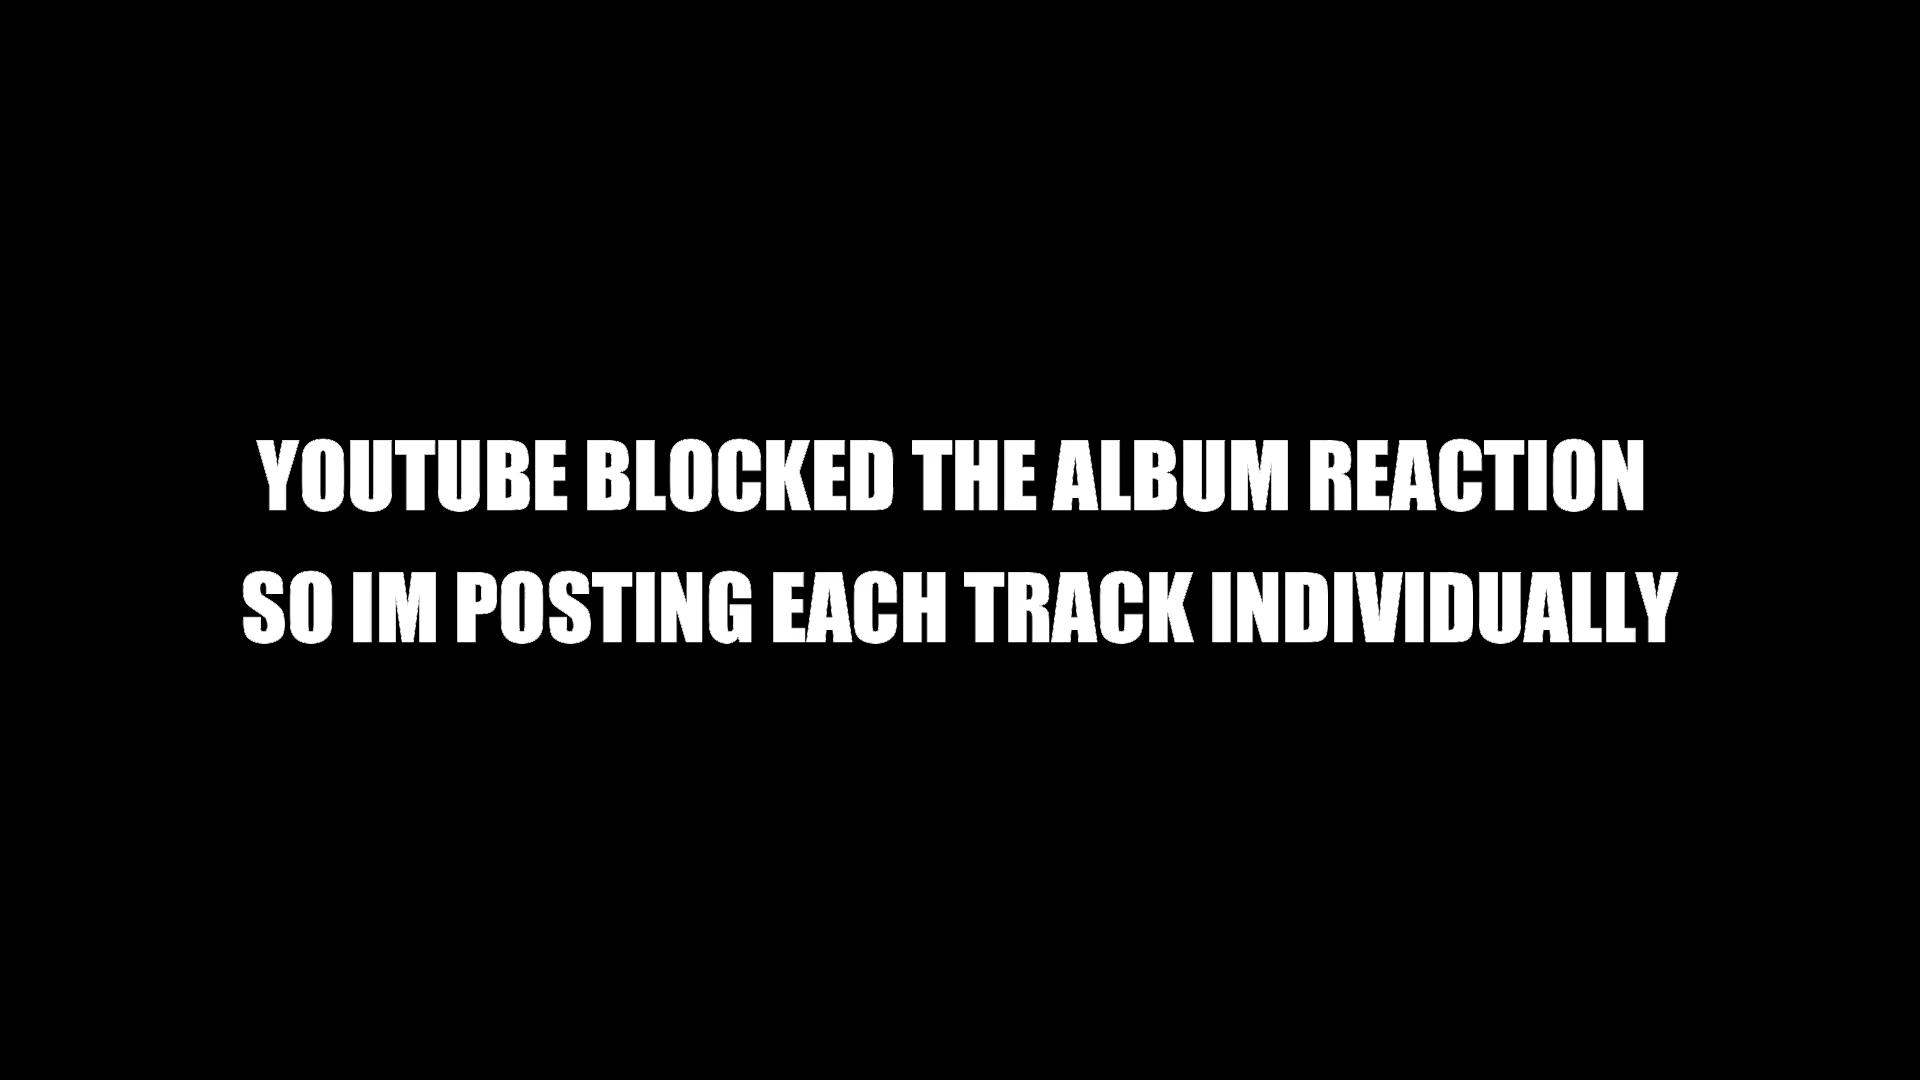 YOUTUBE BLOCKED THE ALBUM REACTION
SO IM POSTING EACH TRACK INDIVIDUALLY